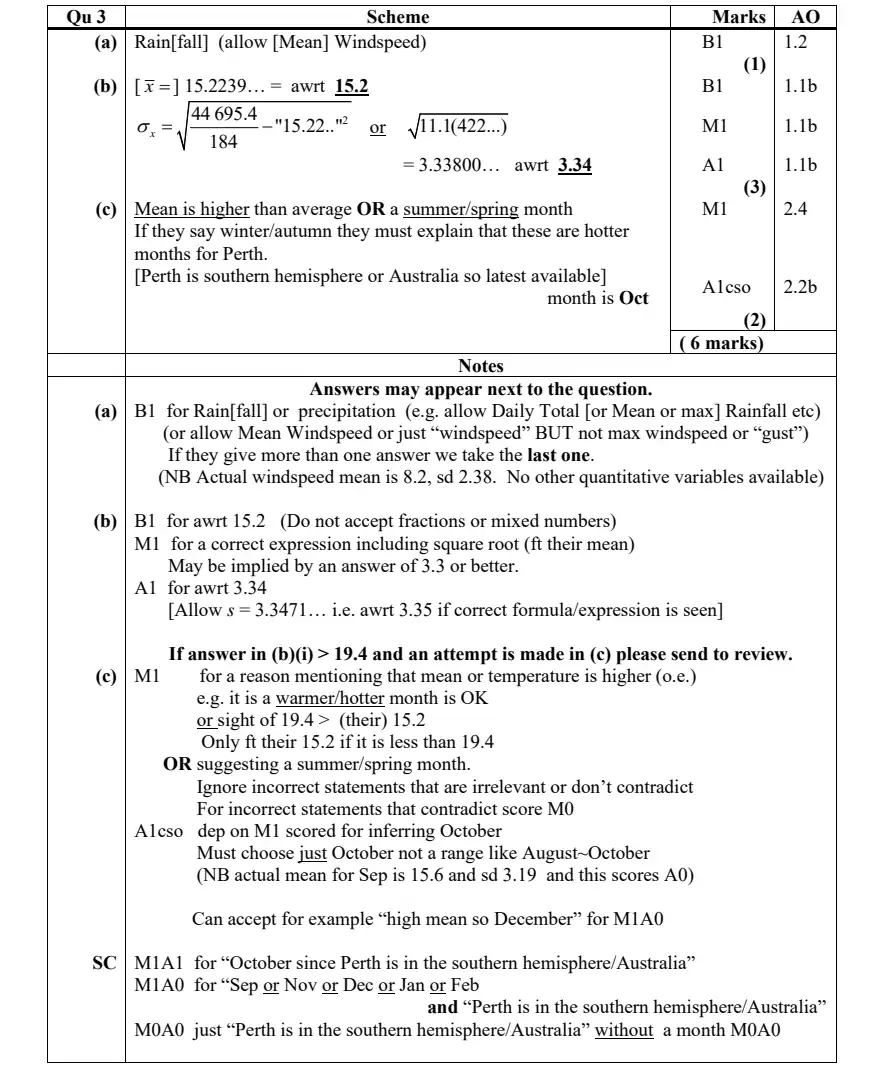 Qu 3 Scheme Marks AO
(a) Rain[fall] (allow [Mean] Windspeed) B1 1.2
(1)
(b) [ x̅ = ] 15.2239… = awrt 15.2 B1 1.1b
σₓ = √(44 695.4/184 − "15.22.."²) or √11.1(422...) M1 1.1b
= 3.33800… awrt 3.34 A1 1.1b
(3)
(c) Mean is higher than average OR a summer/spring month M1 2.4
If they say winter/autumn they must explain that these are hotter
months for Perth.
[Perth is southern hemisphere or Australia so latest available]
month is Oct A1cso 2.2b
(2)
( 6 marks)
Notes
Answers may appear next to the question.
(a) B1 for Rain[fall] or precipitation (e.g. allow Daily Total [or Mean or max] Rainfall etc)
(or allow Mean Windspeed or just “windspeed” BUT not max windspeed or “gust”)
If they give more than one answer we take the last one.
(NB Actual windspeed mean is 8.2, sd 2.38. No other quantitative variables available)
(b) B1 for awrt 15.2 (Do not accept fractions or mixed numbers)
M1 for a correct expression including square root (ft their mean)
May be implied by an answer of 3.3 or better.
A1 for awrt 3.34
[Allow s = 3.3471… i.e. awrt 3.35 if correct formula/expression is seen]
If answer in (b)(i) > 19.4 and an attempt is made in (c) please send to review.
(c) M1 for a reason mentioning that mean or temperature is higher (o.e.)
e.g. it is a warmer/hotter month is OK
or sight of 19.4 > (their) 15.2
Only ft their 15.2 if it is less than 19.4
OR suggesting a summer/spring month.
Ignore incorrect statements that are irrelevant or don’t contradict
For incorrect statements that contradict score M0
A1cso dep on M1 scored for inferring October
Must choose just October not a range like August~October
(NB actual mean for Sep is 15.6 and sd 3.19 and this scores A0)
Can accept for example “high mean so December” for M1A0
SC M1A1 for “October since Perth is in the southern hemisphere/Australia”
M1A0 for “Sep or Nov or Dec or Jan or Feb
and “Perth is in the southern hemisphere/Australia”
M0A0 just “Perth is in the southern hemisphere/Australia” without a month M0A0